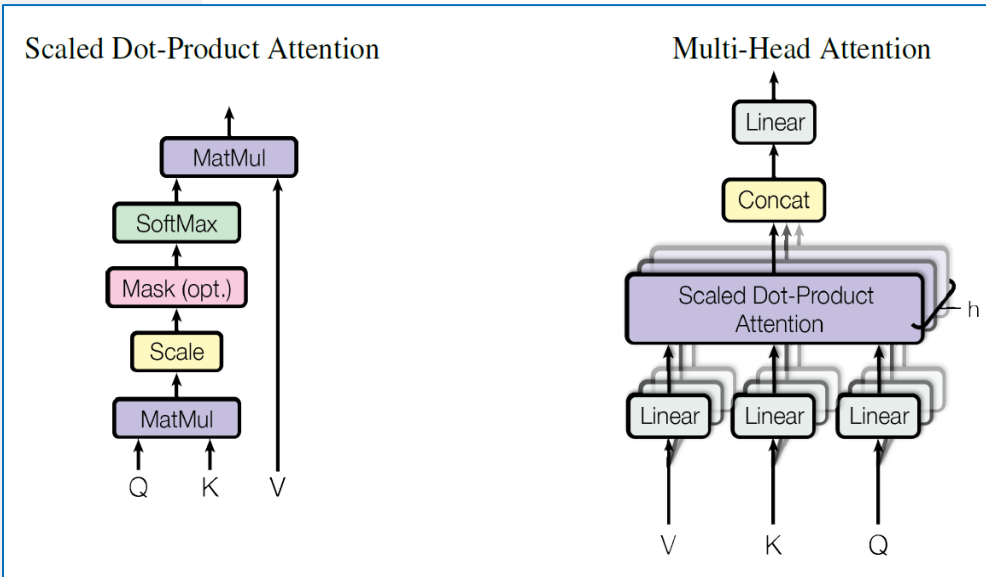 Scaled Dot-Product Attention
MatMul
SoftMax
Mask (opt.)
Scale
MatMul
Q K V
Multi-Head Attention
Linear
Concat
Scaled Dot-Product
Attention
h
Linear Linear Linear
V K Q